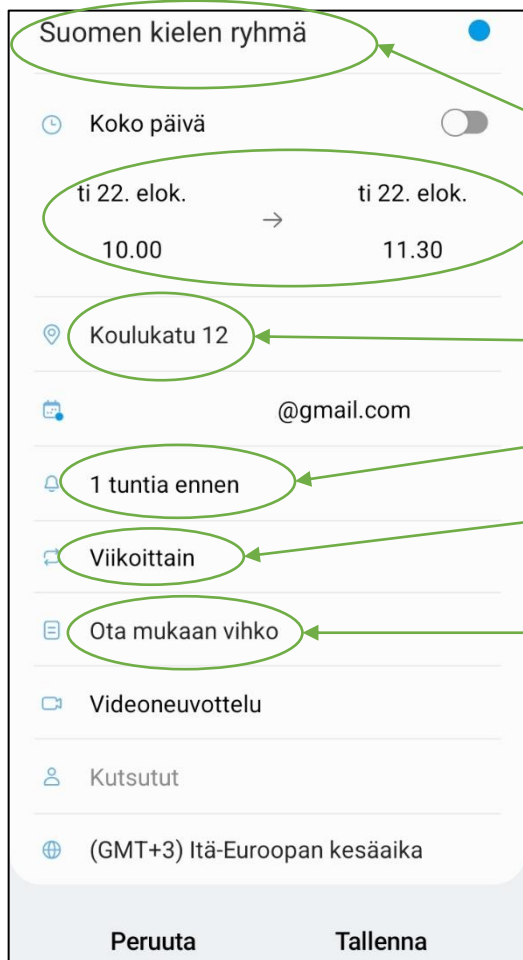 Suomen kielen ryhmä
Koko päivä
ti 22. elok. → ti 22. elok.
10.00 11.30
Koulukatu 12
@gmail.com
1 tuntia ennen
Viikoittain
Ota mukaan vihko
Videoneuvottelu
Kutsutut
(GMT+3) Itä-Euroopan kesäaika
Peruuta Tallenna